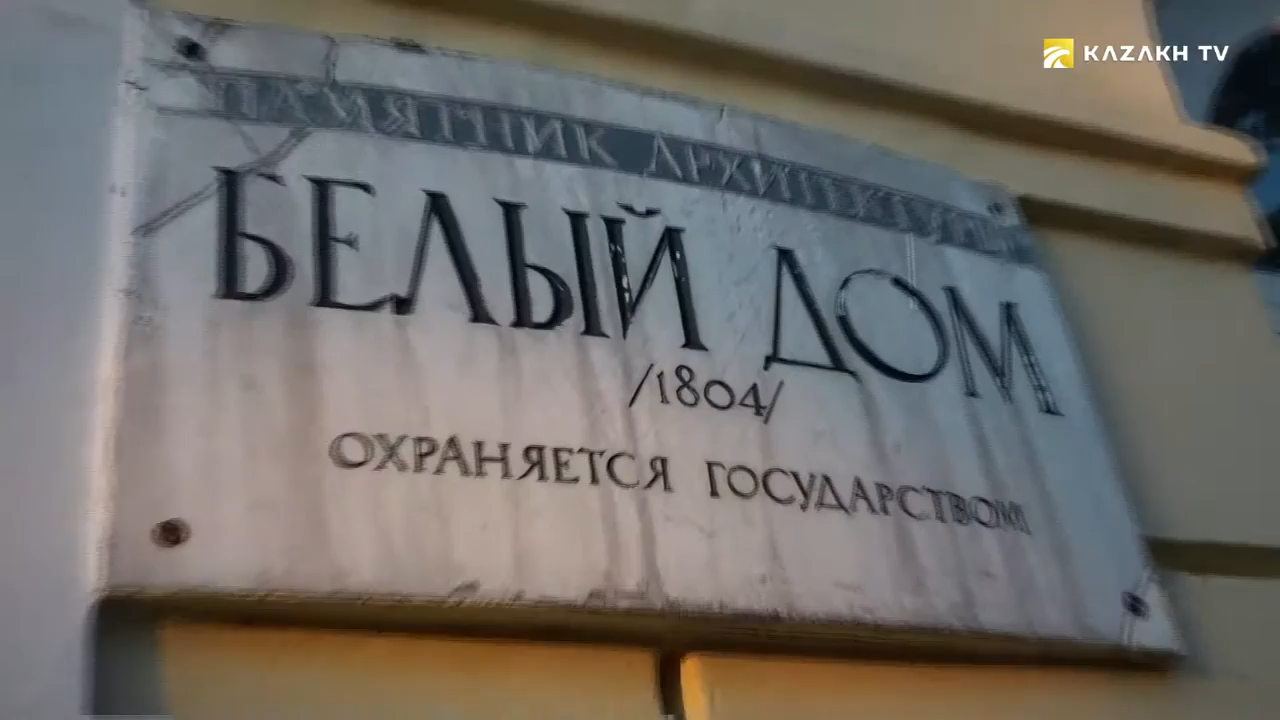 KAZAKH TV
ПАМЯТНИК АРХИТЕКТУРЫ
БЕЛЫЙ ДОМ
/1804/
ОХРАНЯЕТСЯ ГОСУДАРСТВОМ